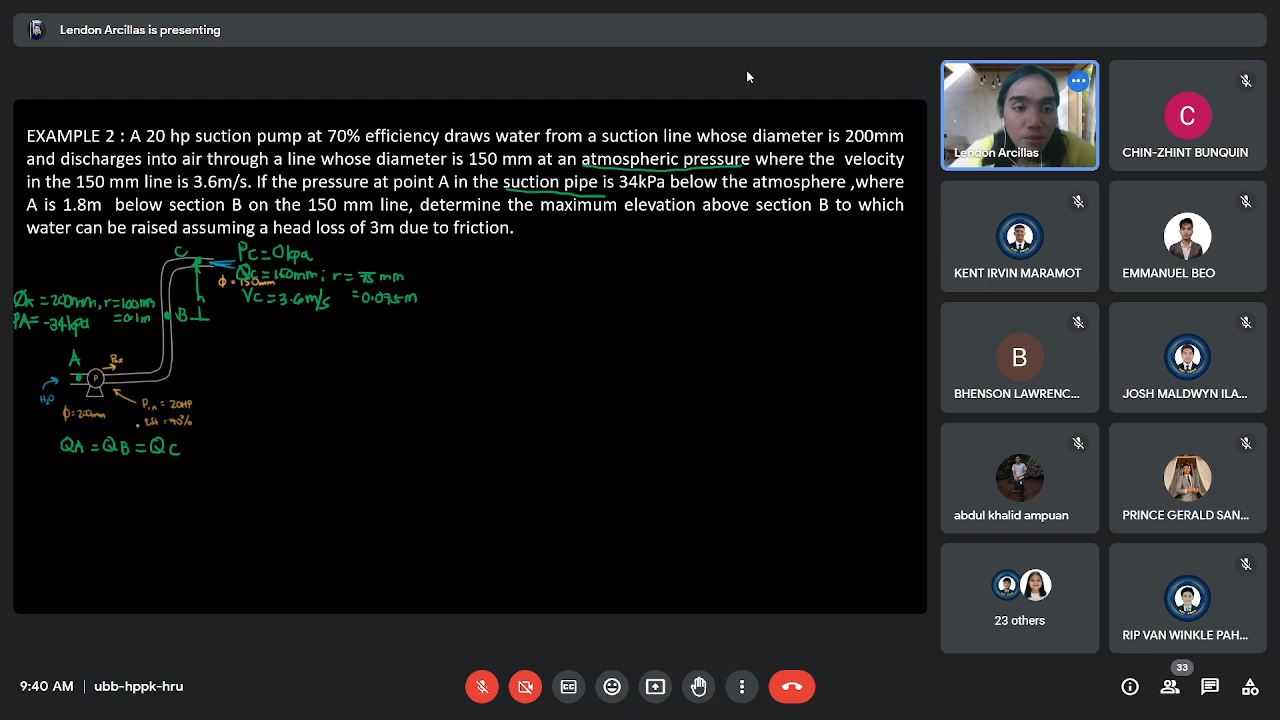 Lendon Arcillas is presenting
EXAMPLE 2 : A 20 hp suction pump at 70% efficiency draws water from a suction line whose diameter is 200mm
and discharges into air through a line whose diameter is 150 mm at an atmospheric pressure where the velocity
in the 150 mm line is 3.6m/s. If the pressure at point A in the suction pipe is 34kPa below the atmosphere ,where
A is 1.8m below section B on the 150 mm line, determine the maximum elevation above section B to which
water can be raised assuming a head loss of 3m due to friction.
C
PC = 0 kpa
ØC = 150mm ; r = 75 mm
= 0.075m
ϕ = 150mm
VC = 3.6m/s
h
ØA = 200mm, r = 100mm
= 0.1m
PA = -34kpa
B
A
P
H2O
ϕ = 200mm
Pin = 20HP
Eff = 70%
QA = QB = QC
Lendon Arcillas
C
CHIN-ZHINT BUNQUIN
KENT IRVIN MARAMOT
EMMANUEL BEO
B
BHENSON LAWRENC...
JOSH MALDWYN ILA...
abdul khalid ampuan
PRINCE GERALD SAN...
23 others
RIP VAN WINKLE PAH...
9:40 AM
ubb-hppk-hru
33